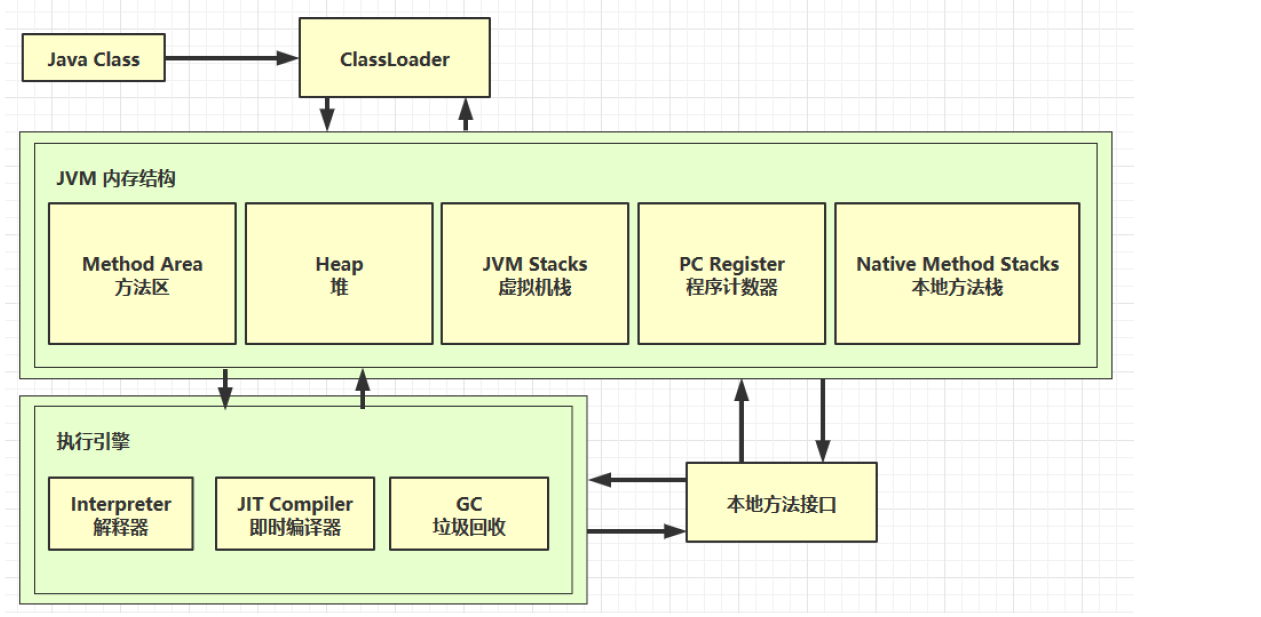 Java Class
ClassLoader
JVM 内存结构
Method Area
方法区
Heap
堆
JVM Stacks
虚拟机栈
PC Register
程序计数器
Native Method Stacks
本地方法栈
执行引擎
Interpreter
解释器
JIT Compiler
即时编译器
GC
垃圾回收
本地方法接口